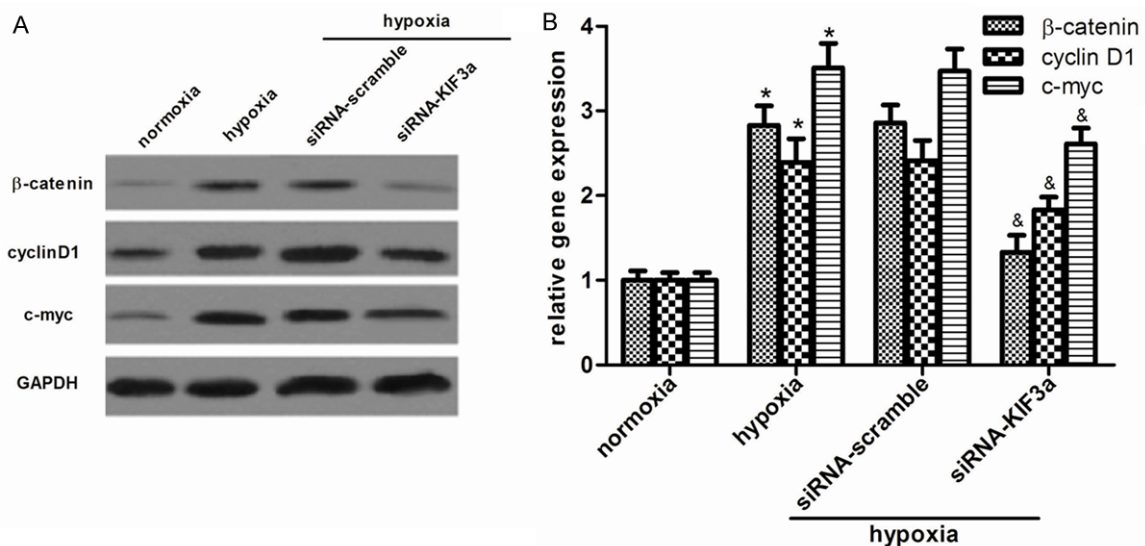 A
hypoxia
normoxia
hypoxia
siRNA-scramble
siRNA-KIF3a
β-catenin
cyclinD1
c-myc
GAPDH
B
relative gene expression
4
3
2
1
0
* * *
& & &
β-catenin
cyclin D1
c-myc
normoxia
hypoxia
siRNA-scramble
siRNA-KIF3a
hypoxia